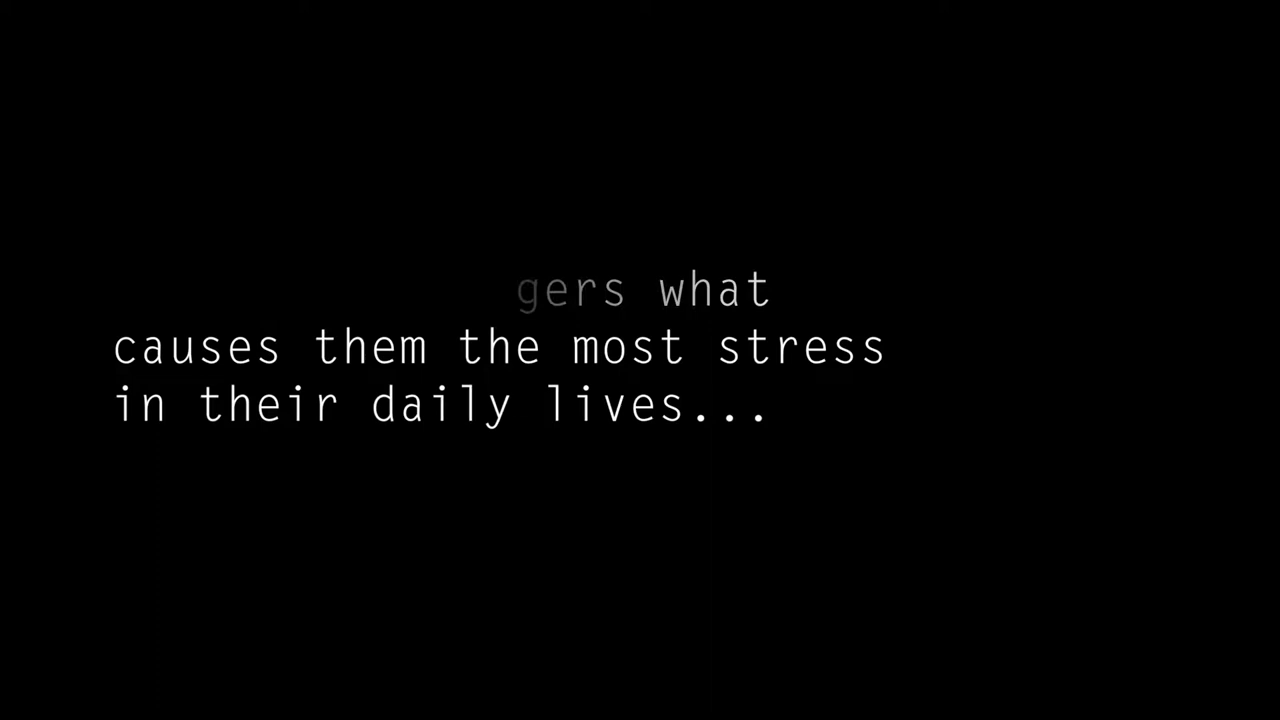 gers what
causes them the most stress
in their daily lives...